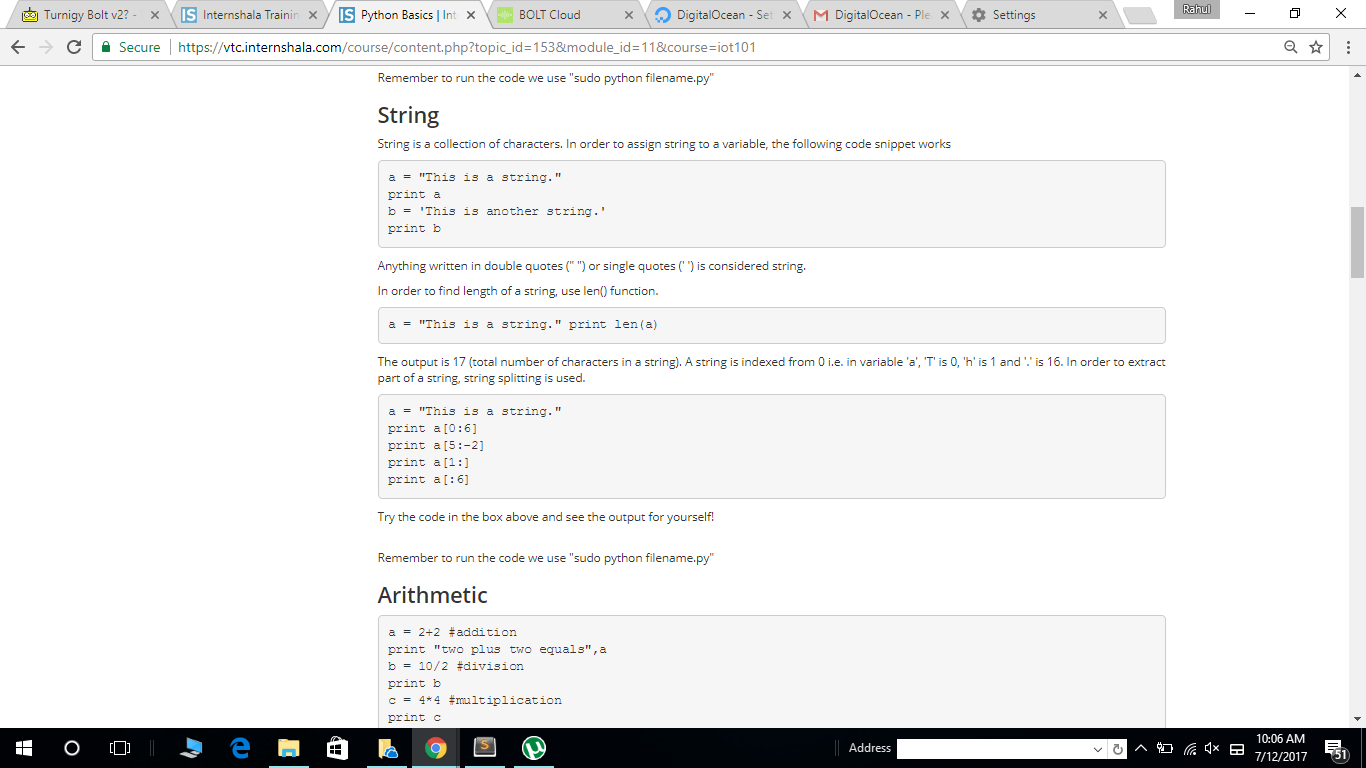 Turnigy Bolt v2? -
Internshala Trainin
Python Basics | Int
BOLT Cloud
DigitalOcean - Set
DigitalOcean - Ple
Settings
Rahul
Secure
https://vtc.internshala.com/course/content.php?topic_id=153&module_id=11&course=iot101
Remember to run the code we use "sudo python filename.py"
String
String is a collection of characters. In order to assign string to a variable, the following code snippet works
a = "This is a string."
print a
b = 'This is another string.'
print b
Anything written in double quotes (" ") or single quotes (' ') is considered string.
In order to find length of a string, use len() function.
a = "This is a string." print len(a)
The output is 17 (total number of characters in a string). A string is indexed from 0 i.e. in variable 'a', 'T' is 0, 'h' is 1 and '.' is 16. In order to extract
part of a string, string splitting is used.
a = "This is a string."
print a[0:6]
print a[5:-2]
print a[1:]
print a[:6]
Try the code in the box above and see the output for yourself!
Remember to run the code we use "sudo python filename.py"
Arithmetic
a = 2+2 #addition
print "two plus two equals",a
b = 10/2 #division
print b
c = 4*4 #multiplication
print c
Address
10:06 AM
7/12/2017
51